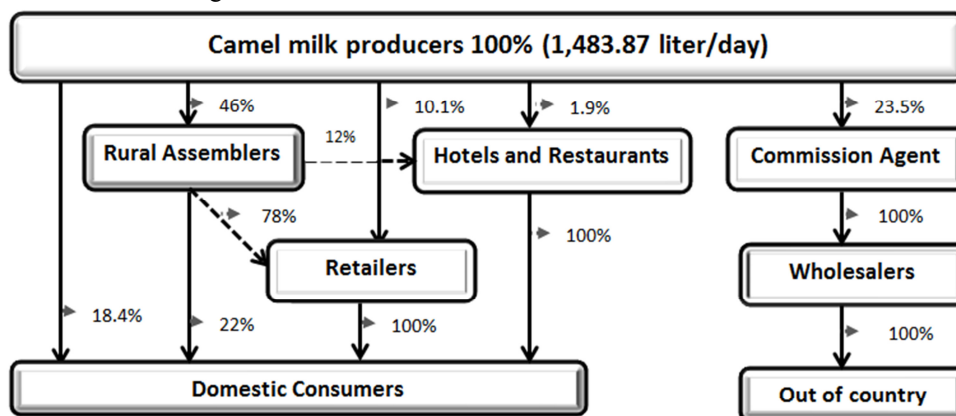 Camel milk producers 100% (1,483.87 liter/day)
46%
10.1%
1.9%
23.5%
12%
Rural Assemblers
Hotels and Restaurants
Commission Agent
78%
100%
100%
Retailers
Wholesalers
18.4%
22%
100%
100%
Domestic Consumers
Out of country